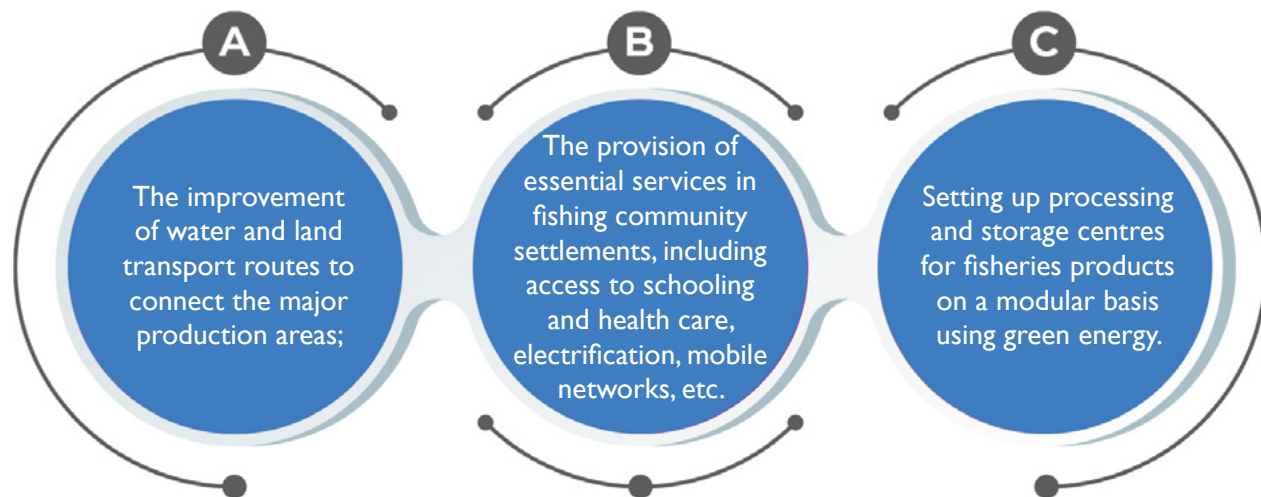 A
The improvement
of water and land
transport routes to
connect the major
production areas;
B
The provision of
essential services in
fishing community
settlements, including
access to schooling
and health care,
electrification, mobile
networks, etc.
C
Setting up processing
and storage centres
for fisheries products
on a modular basis
using green energy.